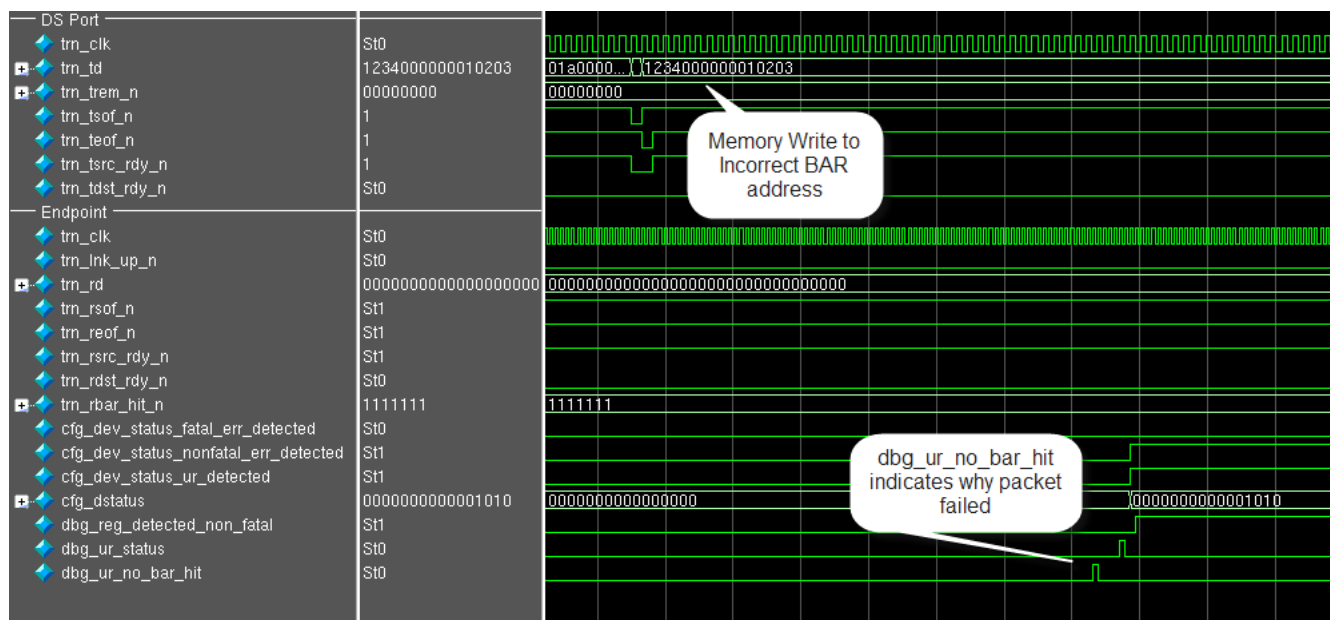 DS Port
trn_clk St0
trn_td 1234000000010203 01a0000... 1234000000010203
trn_trem_n 00000000 00000000
trn_tsof_n 1
trn_teof_n 1
trn_tsrc_rdy_n 1
trn_tdst_rdy_n St0
Memory Write to
Incorrect BAR
address
Endpoint
trn_clk St0
trn_lnk_up_n St0
trn_rd 00000000000000000000 00000000000000000000000000000000
trn_rsof_n St1
trn_reof_n St1
trn_rsrc_rdy_n St1
trn_rdst_rdy_n St0
trn_rbar_hit_n 1111111 1111111
cfg_dev_status_fatal_err_detected St0
cfg_dev_status_nonfatal_err_detected St1
cfg_dev_status_ur_detected St1
cfg_dstatus 0000000000001010 0000000000000000 0000000000001010
dbg_reg_detected_non_fatal St1
dbg_ur_status St0
dbg_ur_no_bar_hit St0
dbg_ur_no_bar_hit
indicates why packet
failed